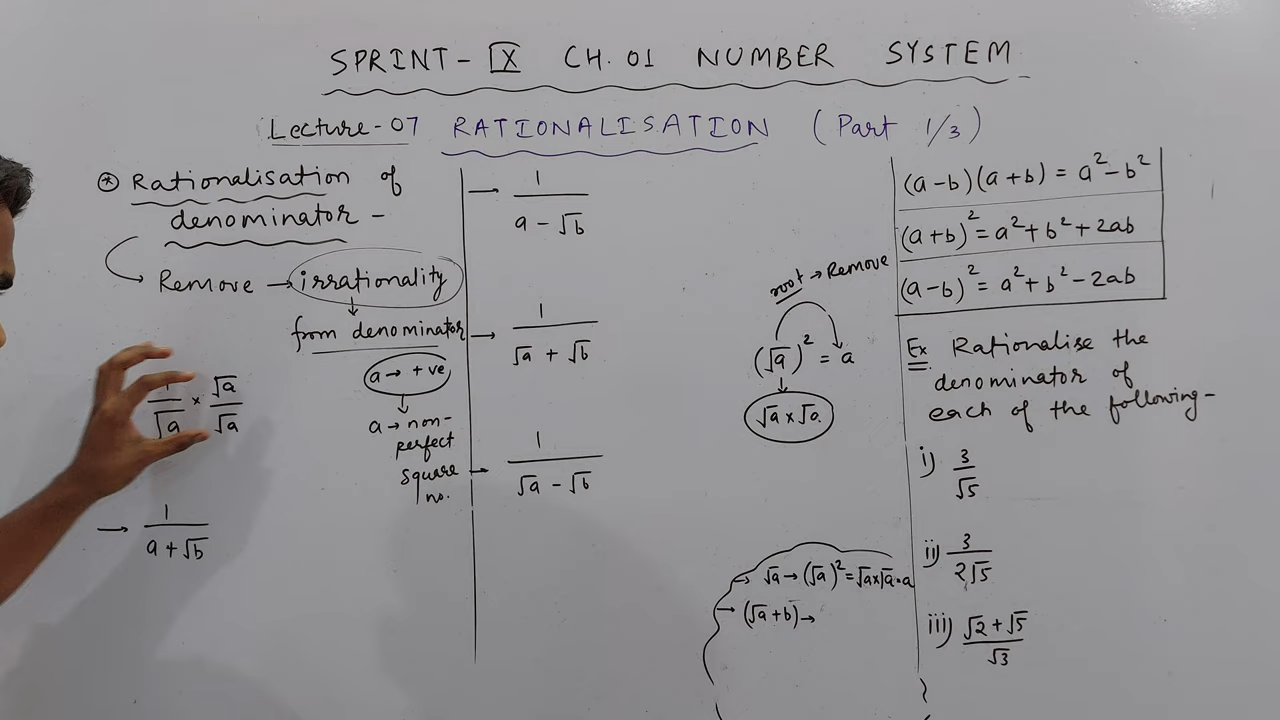 SPRINT-IX CH.01 NUMBER SYSTEM
Lecture-07 RATIONALISATION (Part 1/3)
⊛ Rationalisation of
denominator -
Remove → irrationality
↓
from denominator
a → +ve
↓
a → non-
perfect
square
no.
1/√a × √a/√a
→ 1/(a+√b)
→ 1/(a-√b)
→ 1/(√a+√b)
→ 1/(√a-√b)
root → Remove
(√a)² = a
↓
√a×√a
→ √a → (√a)²=√a×√a=a
→ (√a+b)→
(a-b)(a+b) = a²-b²
(a+b)² = a²+b²+2ab
(a-b)² = a²+b²-2ab
Ex Rationalise the
denominator of
each of the following-
i) 3/√5
ii) 3/2√5
iii) (√2+√5)/√3